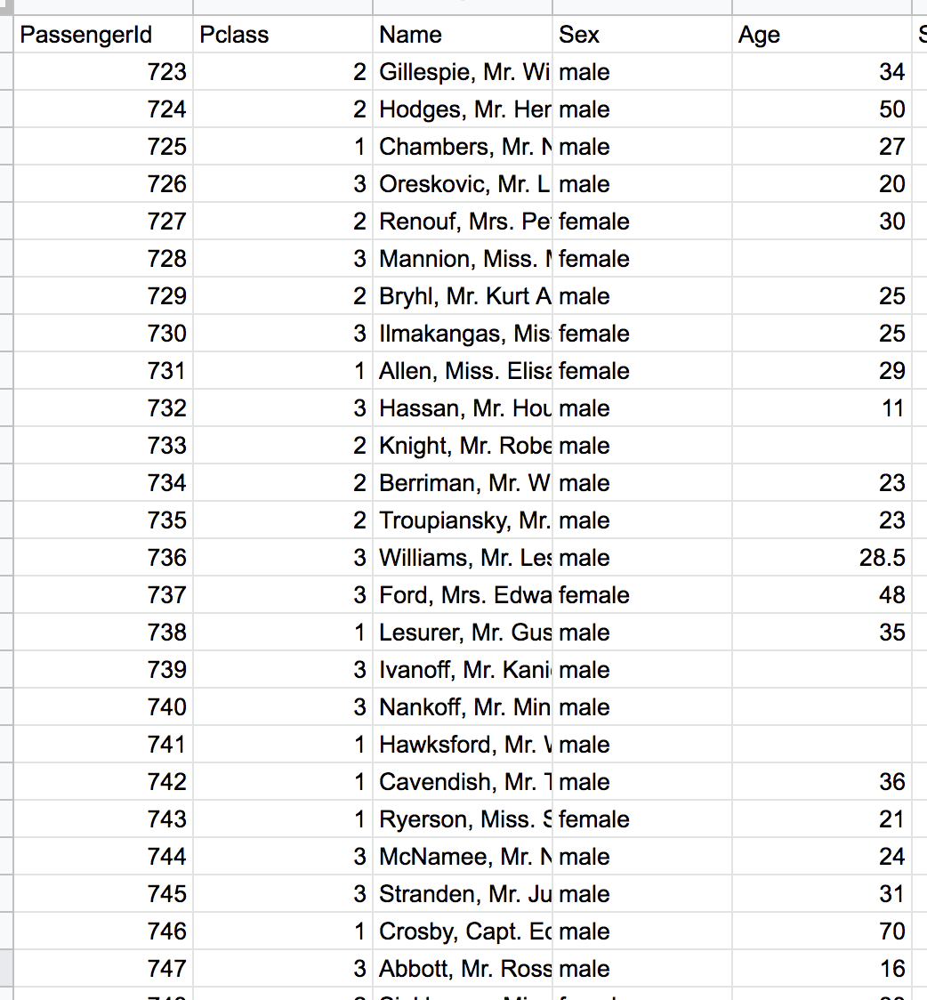 PassengerId Pclass Name Sex Age
723 2 Gillespie, Mr. Wi male 34
724 2 Hodges, Mr. Her male 50
725 1 Chambers, Mr. male 27
726 3 Oreskovic, Mr. L male 20
727 2 Renouf, Mrs. Pe female 30
728 3 Mannion, Miss. female
729 2 Bryhl, Mr. Kurt A male 25
730 3 Ilmakangas, Mis female 25
731 1 Allen, Miss. Elisa female 29
732 3 Hassan, Mr. Hou male 11
733 2 Knight, Mr. Robe male
734 2 Berriman, Mr. W male 23
735 2 Troupiansky, Mr. male 23
736 3 Williams, Mr. Les male 28.5
737 3 Ford, Mrs. Edwa female 48
738 1 Lesurer, Mr. Gus male 35
739 3 Ivanoff, Mr. Kani male
740 3 Nankoff, Mr. Min male
741 1 Hawksford, Mr. male
742 1 Cavendish, Mr. T male 36
743 1 Ryerson, Miss. S female 21
744 3 McNamee, Mr. N male 24
745 3 Stranden, Mr. Ju male 31
746 1 Crosby, Capt. Ed male 70
747 3 Abbott, Mr. Ross male 16